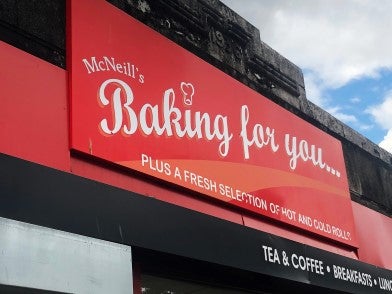 McNeill's
Baking for you...
PLUS A FRESH SELECTION OF HOT AND COLD ROLLS
TEA & COFFEE • BREAKFASTS •